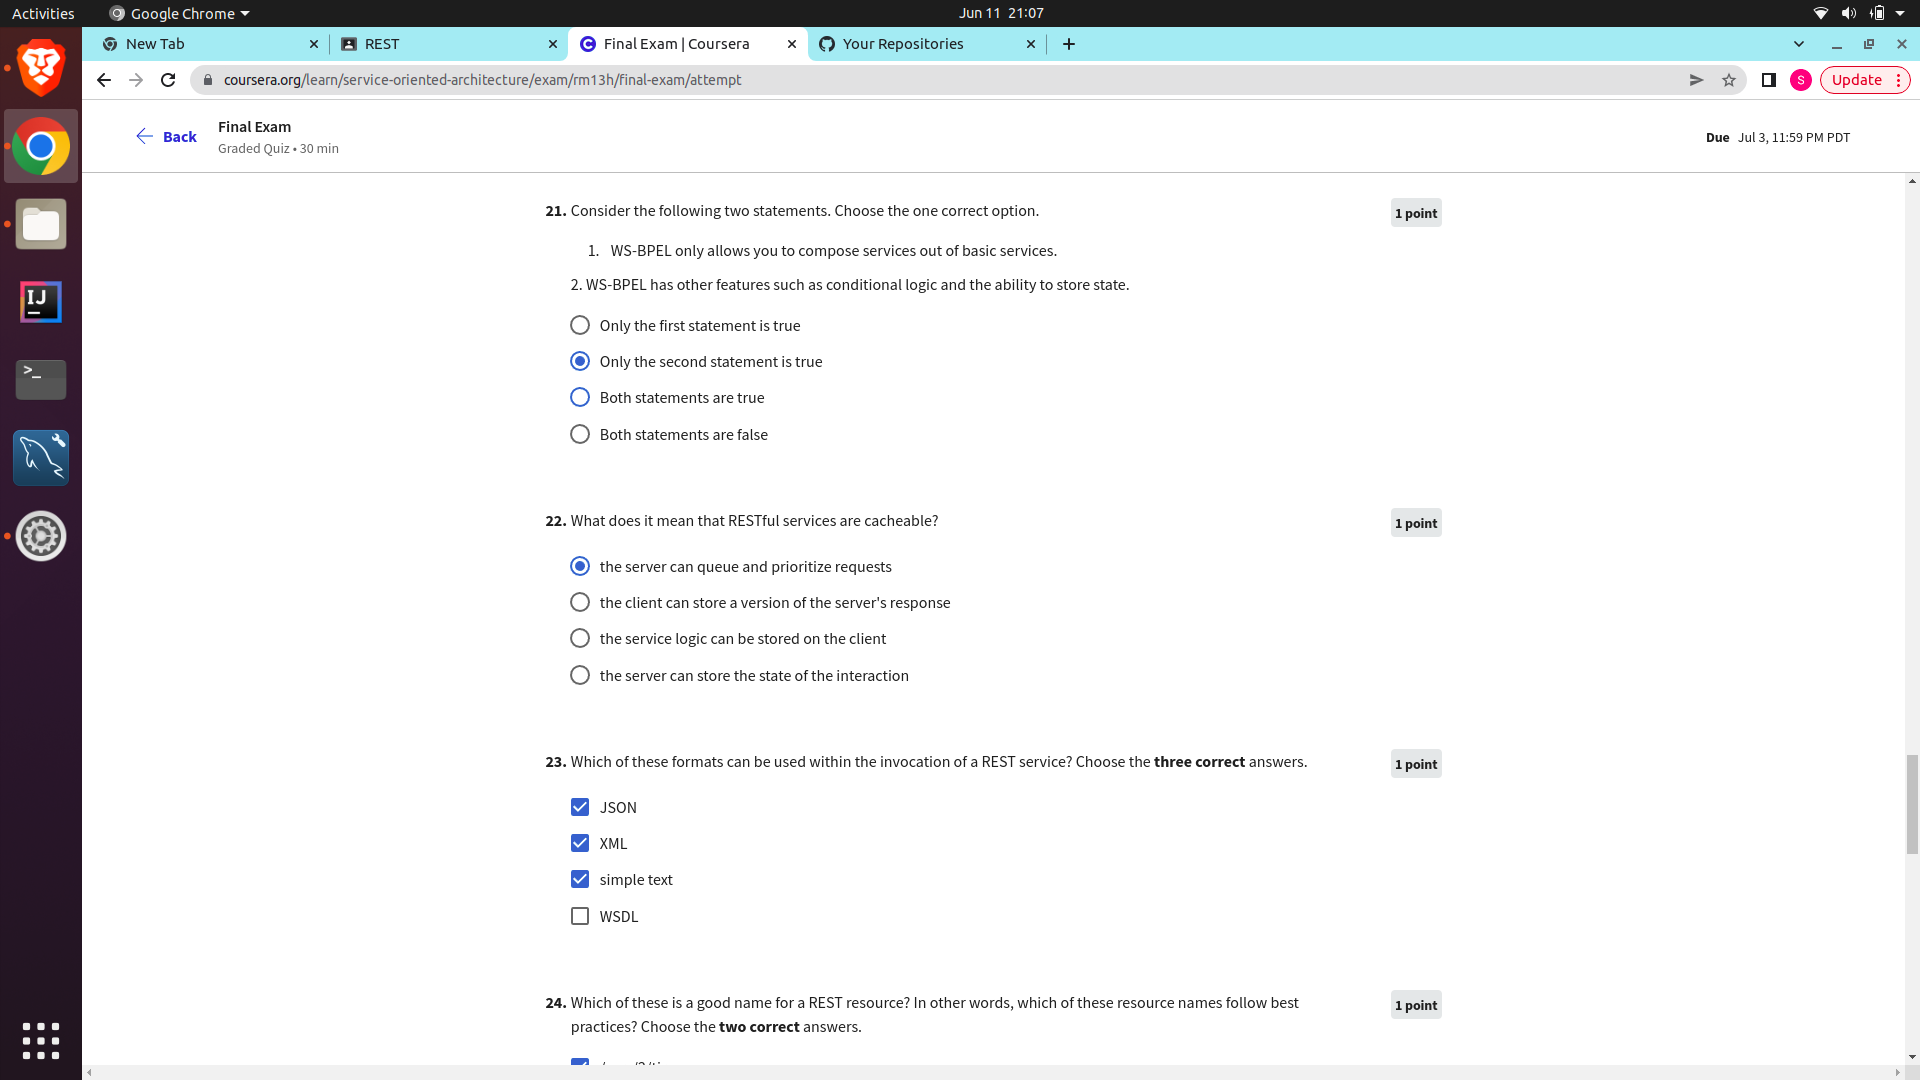 Activities
Google Chrome
Jun 11 21:07
New Tab
REST
Final Exam | Coursera
Your Repositories
coursera.org/learn/service-oriented-architecture/exam/rm13h/final-exam/attempt
S
Update
Back
Final Exam
Graded Quiz • 30 min
Due Jul 3, 11:59 PM PDT
21. Consider the following two statements. Choose the one correct option.
1 point
1. WS-BPEL only allows you to compose services out of basic services.
2. WS-BPEL has other features such as conditional logic and the ability to store state.
Only the first statement is true
Only the second statement is true
Both statements are true
Both statements are false
22. What does it mean that RESTful services are cacheable?
1 point
the server can queue and prioritize requests
the client can store a version of the server's response
the service logic can be stored on the client
the server can store the state of the interaction
23. Which of these formats can be used within the invocation of a REST service? Choose the three correct answers.
1 point
JSON
XML
simple text
WSDL
24. Which of these is a good name for a REST resource? In other words, which of these resource names follow best
practices? Choose the two correct answers.
1 point
IJ
>_